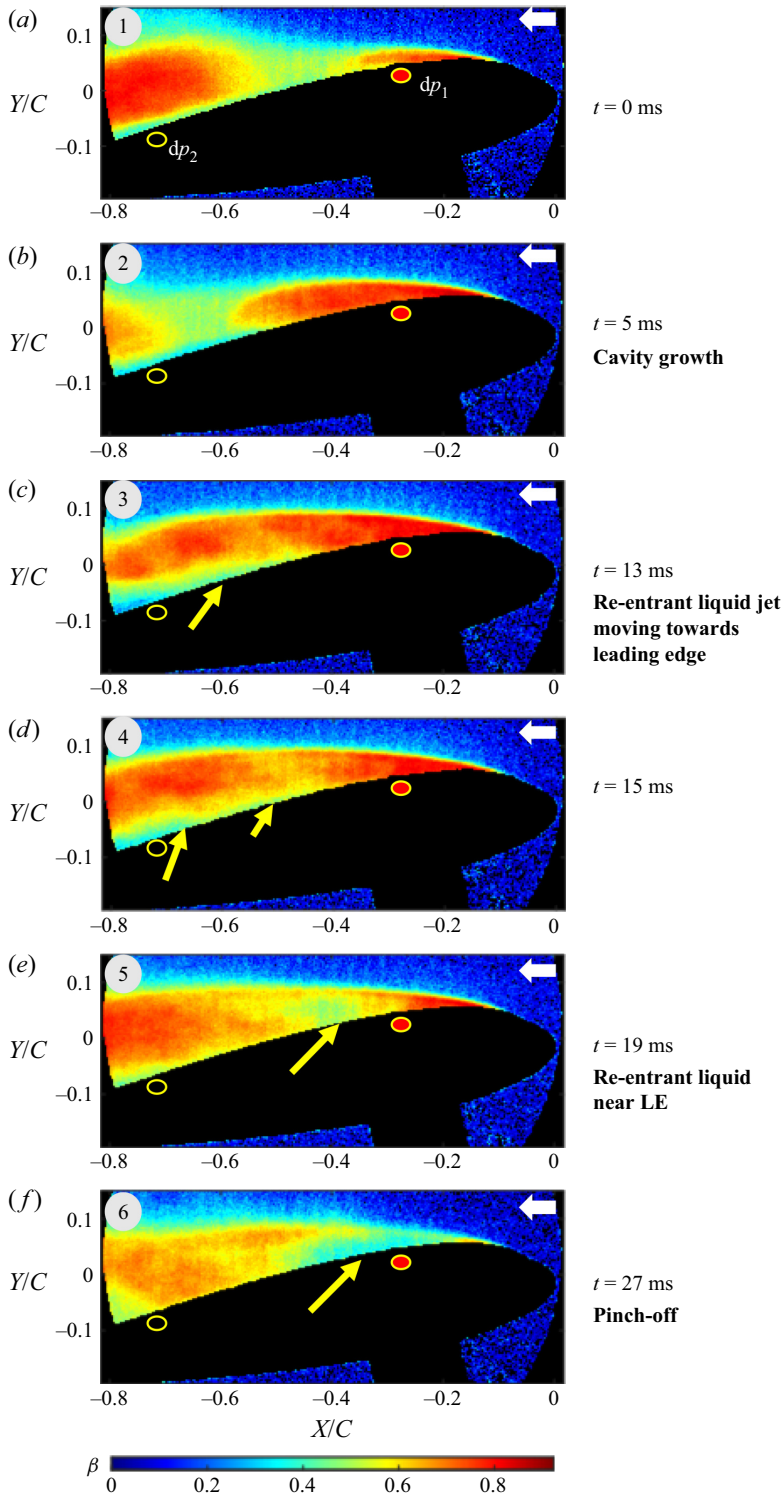 (a)
1
0.1
Y/C
0
–0.1
dp1
dp2
t = 0 ms
–0.8 –0.6 –0.4 –0.2 0
(b)
2
0.1
Y/C
0
–0.1
t = 5 ms
Cavity growth
–0.8 –0.6 –0.4 –0.2 0
(c)
3
0.1
Y/C
0
–0.1
t = 13 ms
Re-entrant liquid jet
moving towards
leading edge
–0.8 –0.6 –0.4 –0.2 0
(d)
4
0.1
Y/C
0
–0.1
t = 15 ms
–0.8 –0.6 –0.4 –0.2 0
(e)
5
0.1
Y/C
0
–0.1
t = 19 ms
Re-entrant liquid
near LE
–0.8 –0.6 –0.4 –0.2 0
(f)
6
0.1
Y/C
0
–0.1
t = 27 ms
Pinch-off
–0.8 –0.6 –0.4 –0.2 0
X/C
β
0 0.2 0.4 0.6 0.8